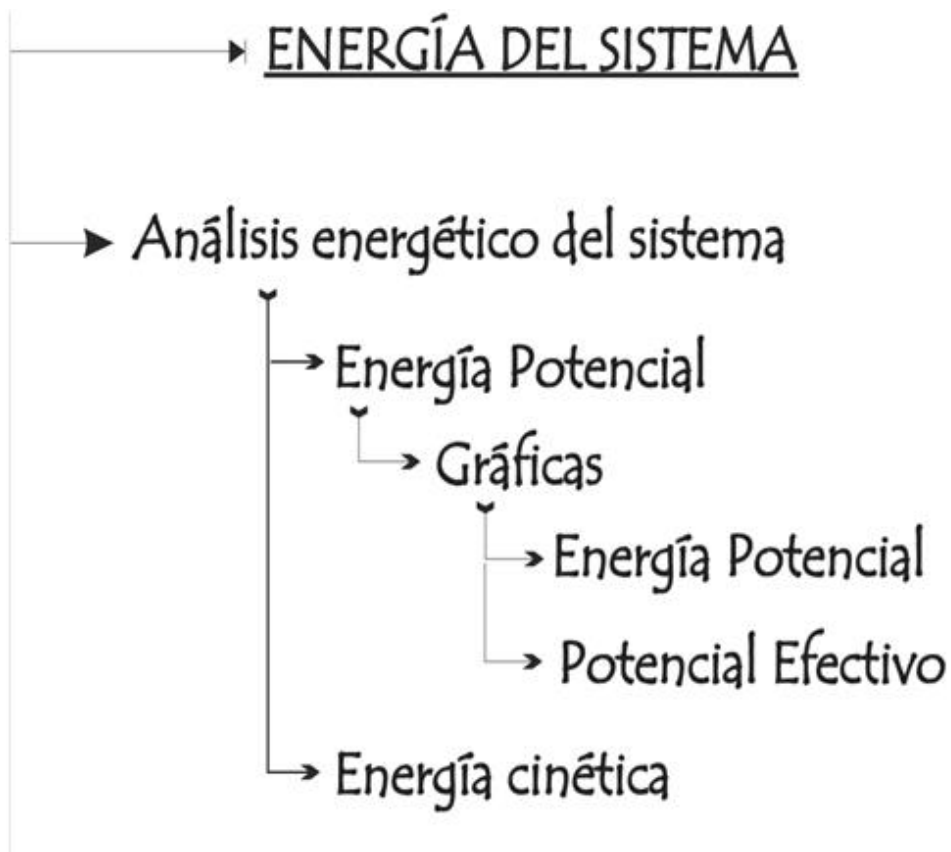 ENERGÍA DEL SISTEMA
Análisis energético del sistema
Energía Potencial
Gráficas
Energía Potencial
Potencial Efectivo
Energía cinética